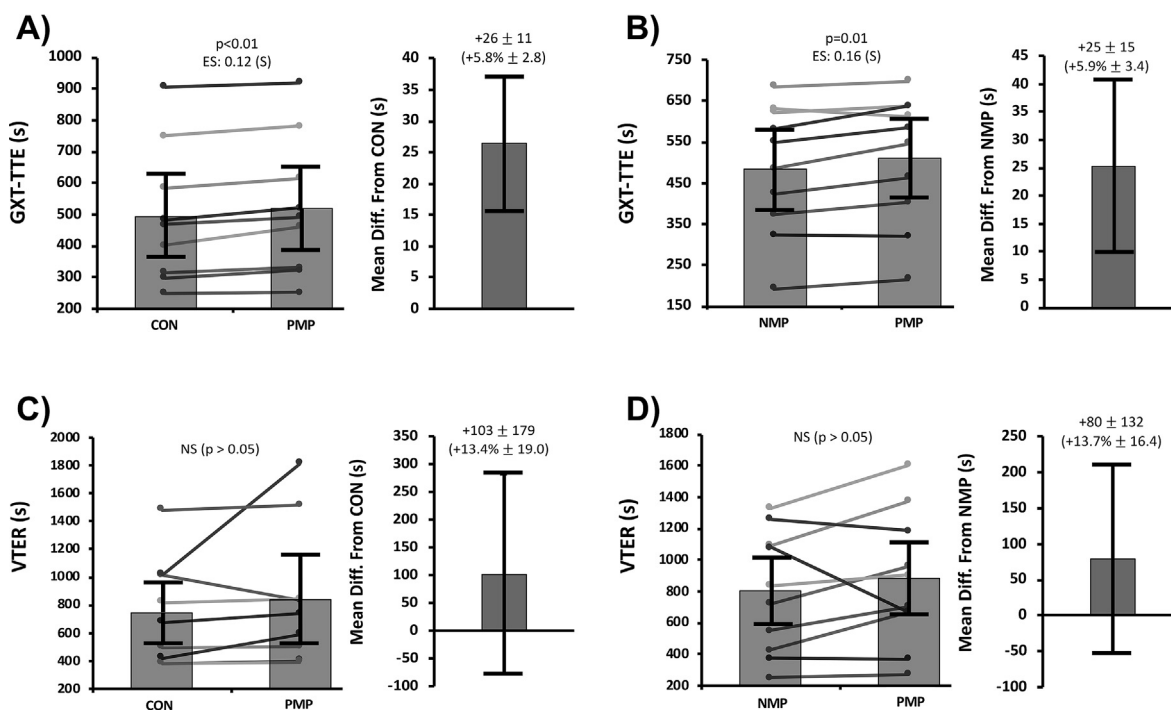 A)
p<0.01
ES: 0.12 (S)
GXT-TTE (s)
1000
900
800
700
600
500
400
300
200
CON
PMP
+26 ± 11
(+5.8% ± 2.8)
Mean Diff. From CON (s)
40
35
30
25
20
15
10
5
0
B)
p=0.01
ES: 0.16 (S)
GXT-TTE (s)
750
650
550
450
350
250
150
NMP
PMP
+25 ± 15
(+5.9% ± 3.4)
Mean Diff. From NMP (s)
45
40
35
30
25
20
15
10
5
0
C)
NS (p > 0.05)
VTER (s)
2000
1800
1600
1400
1200
1000
800
600
400
200
CON
PMP
+103 ± 179
(+13.4% ± 19.0)
Mean Diff. From CON (s)
350
300
250
200
150
100
50
0
-50
-100
D)
NS (p > 0.05)
VTER (s)
1800
1600
1400
1200
1000
800
600
400
200
NMP
PMP
+80 ± 132
(+13.7% ± 16.4)
Mean Diff. From NMP (s)
250
200
150
100
50
0
-50
-100